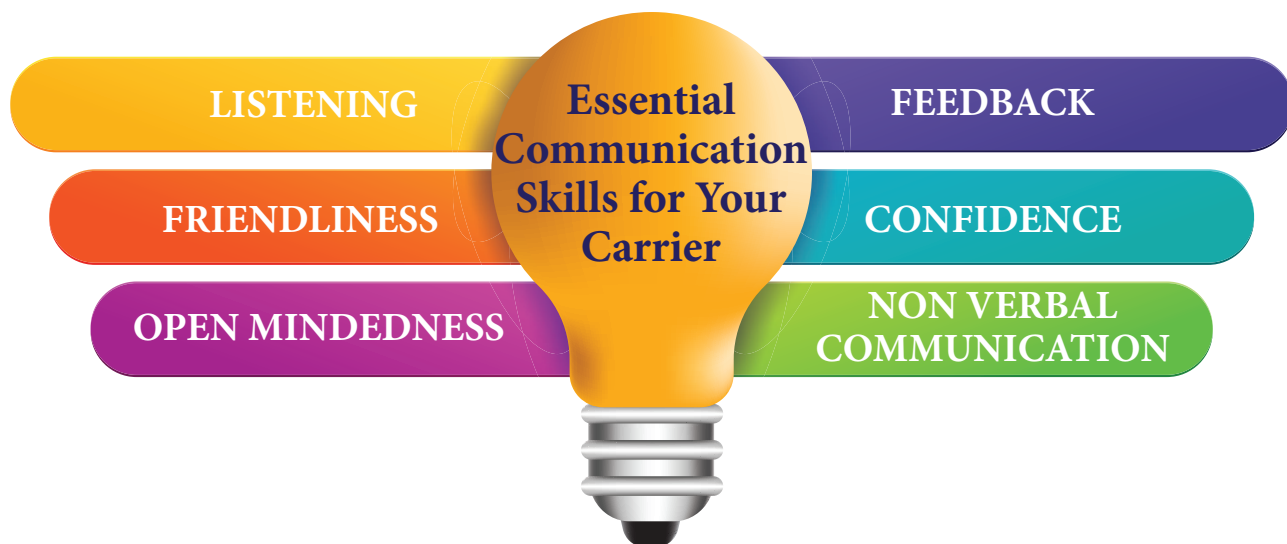 Essential
Communication
Skills for Your
Carrier
LISTENING
FRIENDLINESS
OPEN MINDEDNESS
FEEDBACK
CONFIDENCE
NON VERBAL
COMMUNICATION